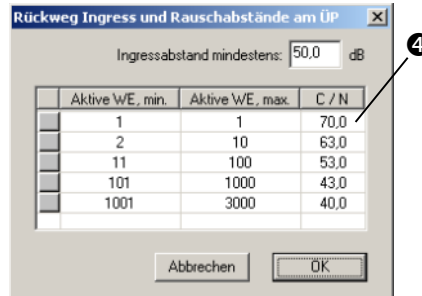 Rückweg Ingress und Rauschabstände am ÜP
Ingressabstand mindestens: 50,0 dB
❹
Aktive WE, min. Aktive WE, max. C / N
1 1 70,0
2 10 63,0
11 100 53,0
101 1000 43,0
1001 3000 40,0
Abbrechen OK